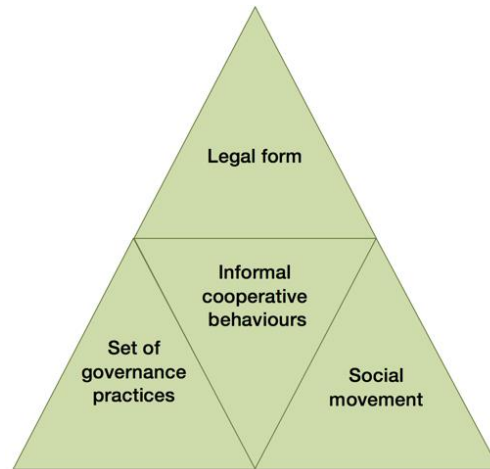 Legal form
Informal
cooperative
behaviours
Set of
governance
practices
Social
movement